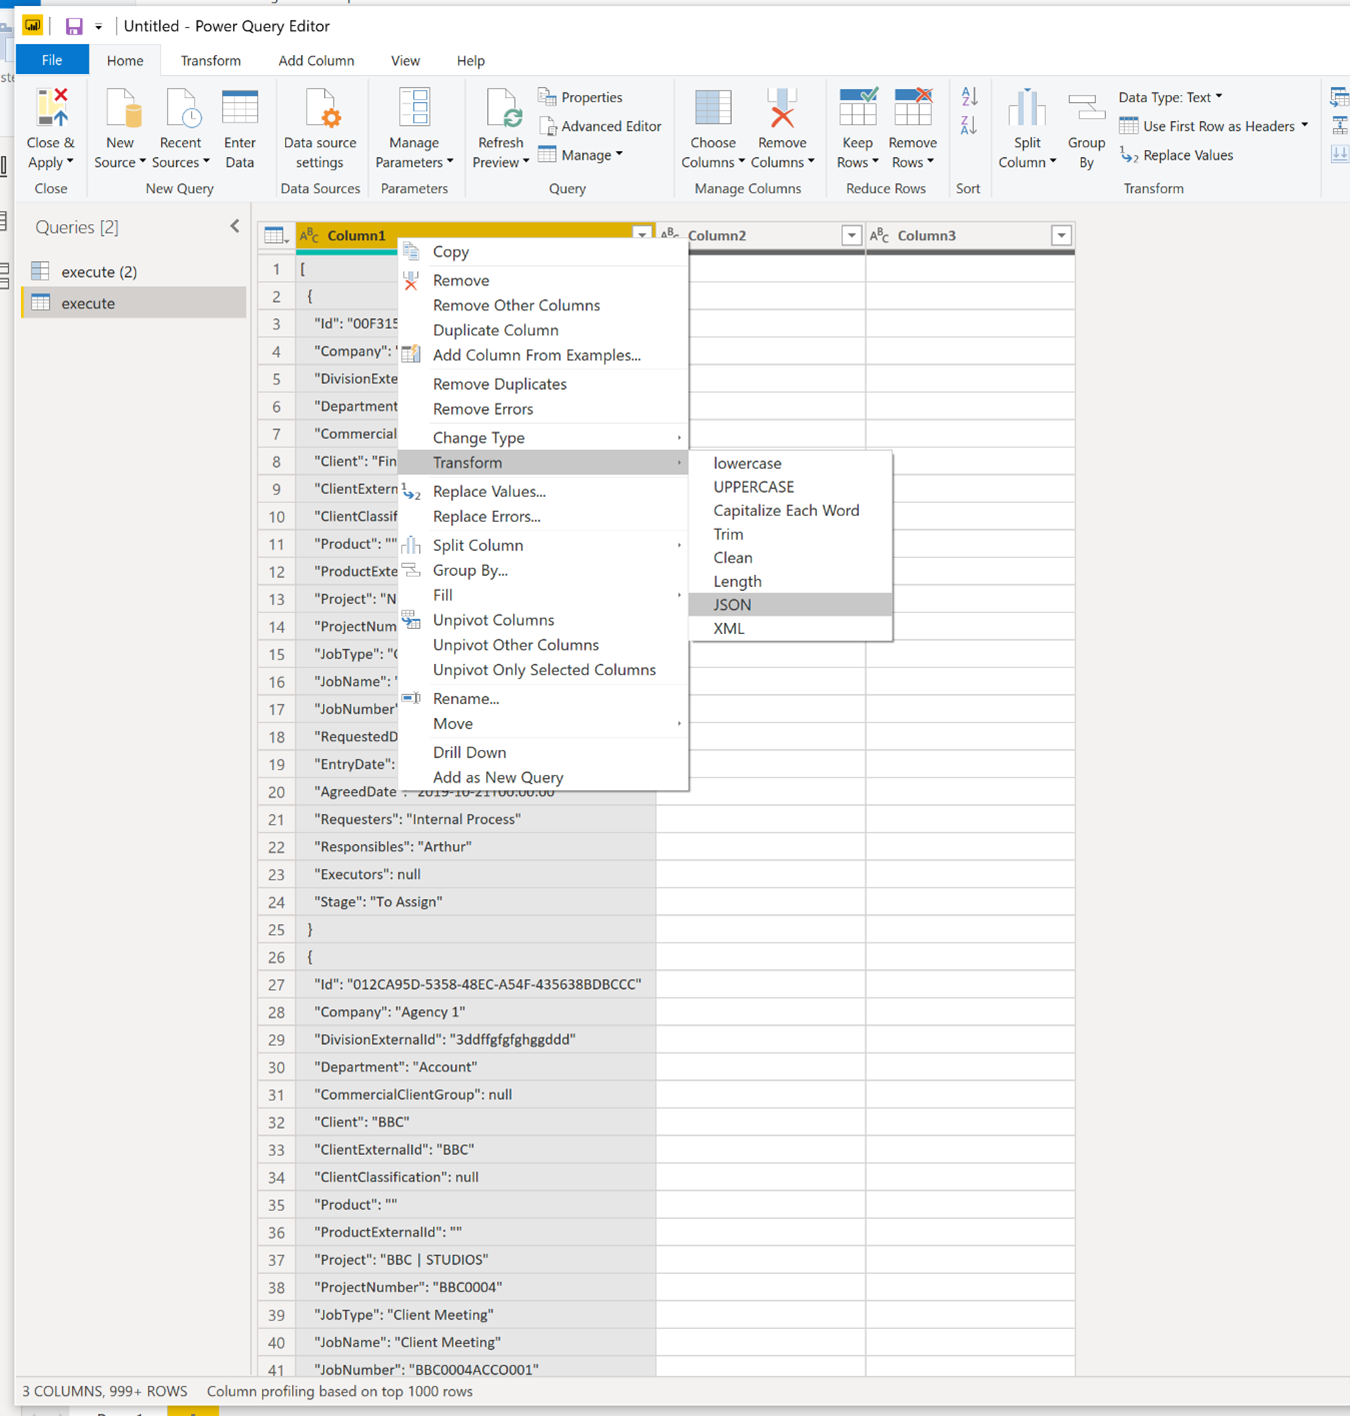 Untitled - Power Query Editor
File Home Transform Add Column View Help
Close & Apply
New Source
Recent Sources
Enter Data
Data source settings
Manage Parameters
Refresh Preview
Properties
Advanced Editor
Manage
Choose Columns
Remove Columns
Keep Rows
Remove Rows
Split Column
Group By
Data Type: Text
Use First Row as Headers
Replace Values
Close New Query Data Sources Parameters Query Manage Columns Reduce Rows Sort Transform
Queries [2]
execute (2)
execute
Column1 Column2 Column3
1 [
2 {
3 "Id": "00F315
4 "Company": "
5 "DivisionExte
6 "Department
7 "Commercial
8 "Client": "Fin
9 "ClientExtern
10 "ClientClassif
11 "Product": ""
12 "ProductExte
13 "Project": "N
14 "ProjectNum
15 "JobType": "
16 "JobName": "
17 "JobNumber"
18 "RequestedD
19 "EntryDate":
20 "AgreedDate": "2019-10-21T00:00:00"
21 "Requesters": "Internal Process"
22 "Responsibles": "Arthur"
23 "Executors": null
24 "Stage": "To Assign"
25 }
26 {
27 "Id": "012CA95D-5358-48EC-A54F-435638BDBCCC"
28 "Company": "Agency 1"
29 "DivisionExternalId": "3ddffgfgfghggddd"
30 "Department": "Account"
31 "CommercialClientGroup": null
32 "Client": "BBC"
33 "ClientExternalId": "BBC"
34 "ClientClassification": null
35 "Product": ""
36 "ProductExternalId": ""
37 "Project": "BBC | STUDIOS"
38 "ProjectNumber": "BBC0004"
39 "JobType": "Client Meeting"
40 "JobName": "Client Meeting"
41 "JobNumber": "BBC0004ACCO001"
Copy
Remove
Remove Other Columns
Duplicate Column
Add Column From Examples...
Remove Duplicates
Remove Errors
Change Type
Transform
Replace Values...
Replace Errors...
Split Column
Group By...
Fill
Unpivot Columns
Unpivot Other Columns
Unpivot Only Selected Columns
Rename...
Move
Drill Down
Add as New Query
lowercase
UPPERCASE
Capitalize Each Word
Trim
Clean
Length
JSON
XML
3 COLUMNS, 999+ ROWS Column profiling based on top 1000 rows